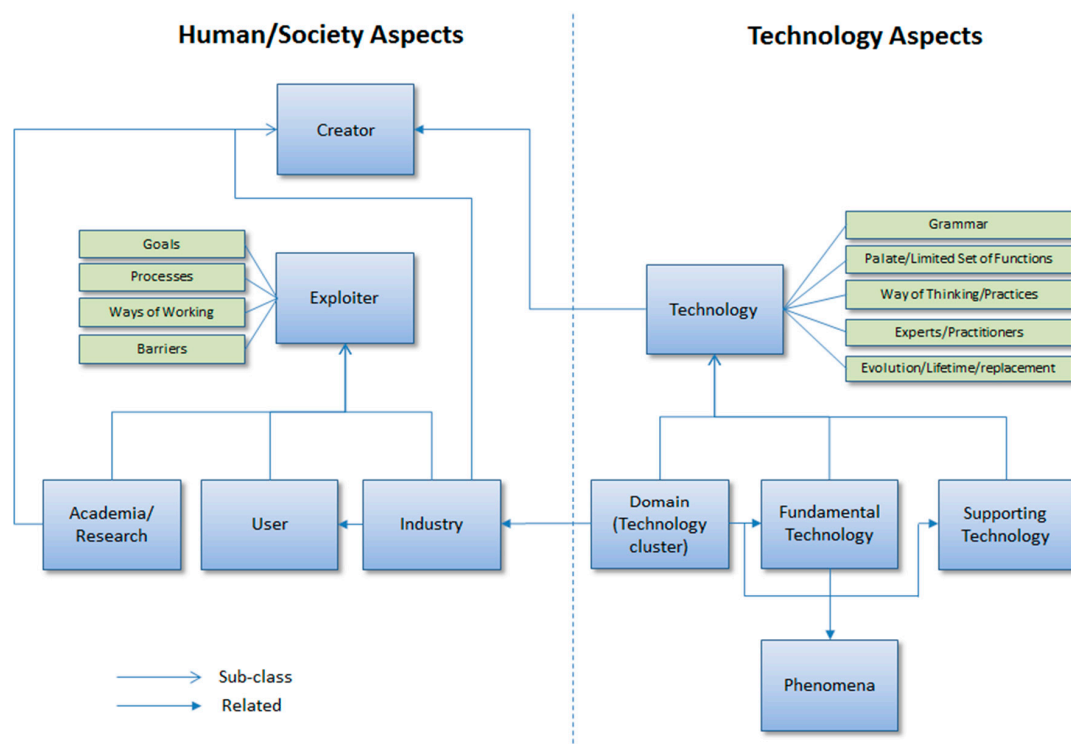 Human/Society Aspects
Technology Aspects
Creator
Goals
Processes
Ways of Working
Barriers
Exploiter
Technology
Grammar
Palate/Limited Set of Functions
Way of Thinking/Practices
Experts/Practitioners
Evolution/Lifetime/replacement
Academia/
Research
User
Industry
Domain
(Technology
cluster)
Fundamental
Technology
Supporting
Technology
Phenomena
Sub-class
Related